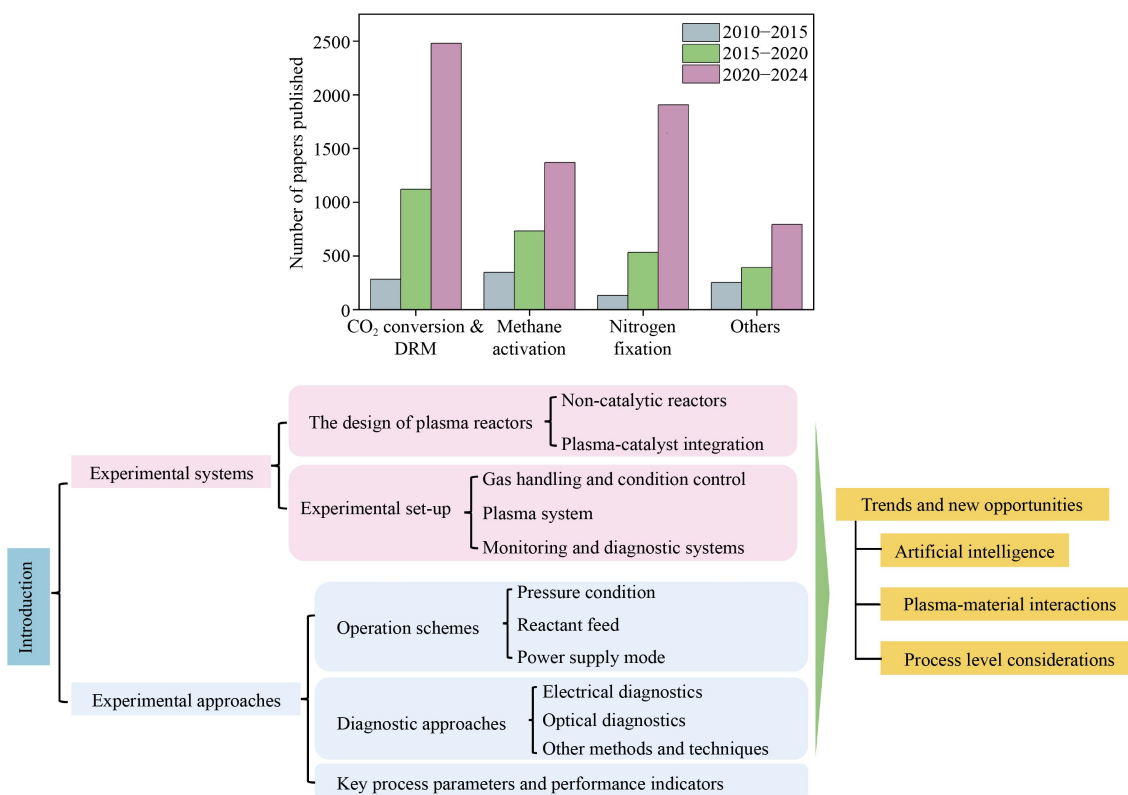 Number of papers published
2500
2000
1500
1000
500
0
2010−2015
2015−2020
2020−2024
CO₂ conversion &
DRM
Methane
activation
Nitrogen
fixation
Others
Introduction
Experimental systems
The design of plasma reactors
Non-catalytic reactors
Plasma-catalyst integration
Experimental set-up
Gas handling and condition control
Plasma system
Monitoring and diagnostic systems
Experimental approaches
Operation schemes
Pressure condition
Reactant feed
Power supply mode
Diagnostic approaches
Electrical diagnostics
Optical diagnostics
Other methods and techniques
Key process parameters and performance indicators
Trends and new opportunities
Artificial intelligence
Plasma-material interactions
Process level considerations